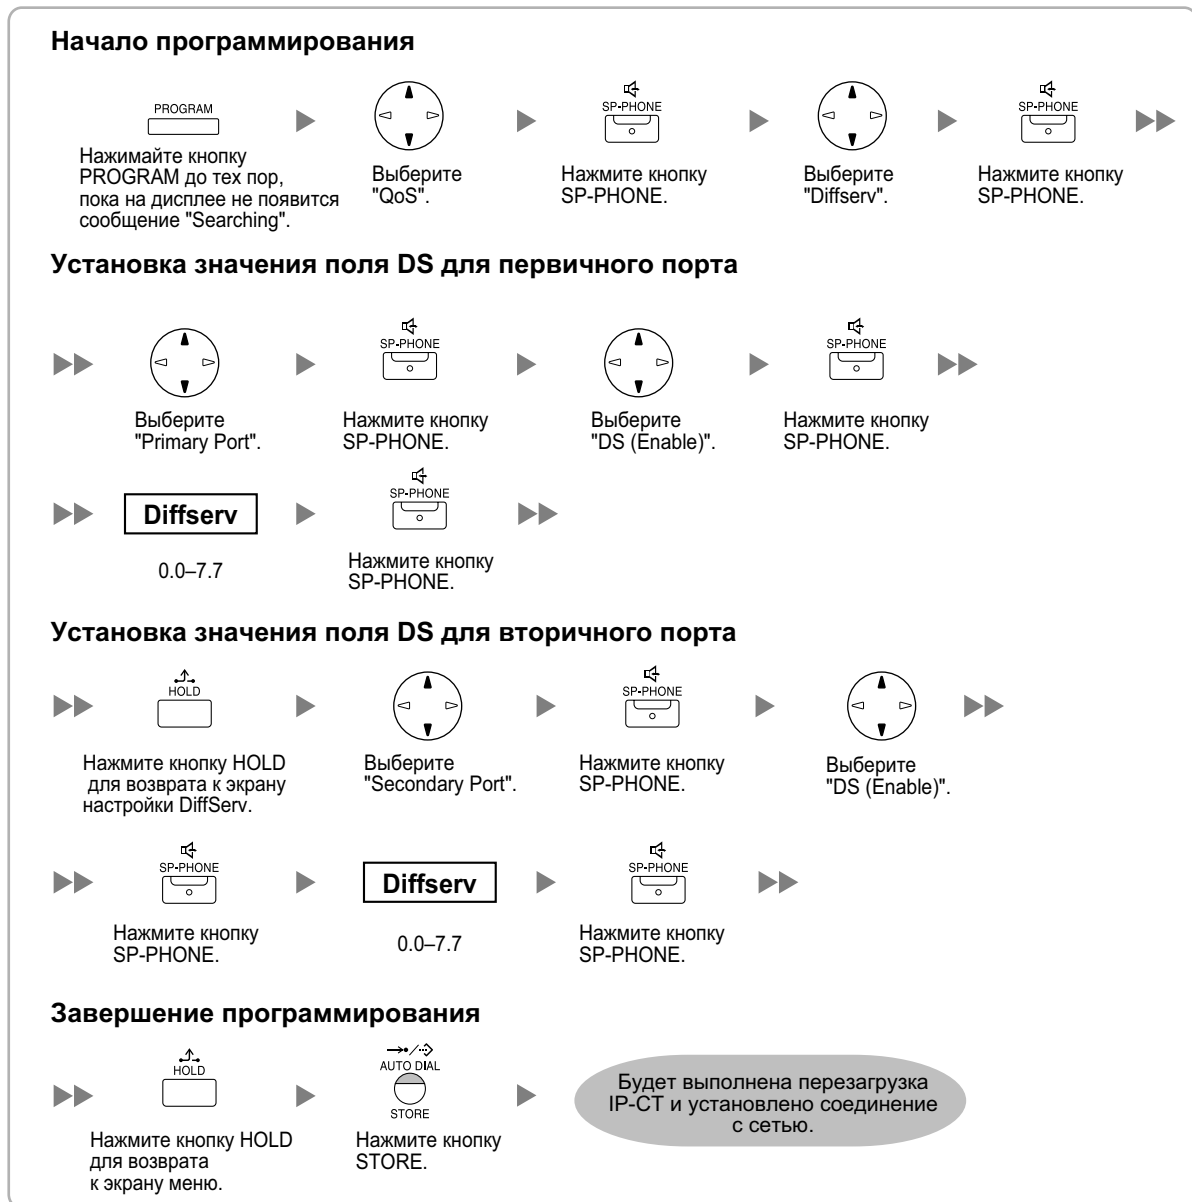 Начало программирования
PROGRAM
Нажимайте кнопку
PROGRAM до тех пор,
пока на дисплее не появится
сообщение "Searching".
Выберите
"QoS".
SP-PHONE
Нажмите кнопку
SP-PHONE.
Выберите
"Diffserv".
SP-PHONE
Нажмите кнопку
SP-PHONE.
Установка значения поля DS для первичного порта
Выберите
"Primary Port".
SP-PHONE
Нажмите кнопку
SP-PHONE.
Выберите
"DS (Enable)".
SP-PHONE
Нажмите кнопку
SP-PHONE.
Diffserv
0.0–7.7
SP-PHONE
Нажмите кнопку
SP-PHONE.
Установка значения поля DS для вторичного порта
HOLD
Нажмите кнопку HOLD
для возврата к экрану
настройки DiffServ.
Выберите
"Secondary Port".
SP-PHONE
Нажмите кнопку
SP-PHONE.
Выберите
"DS (Enable)".
SP-PHONE
Нажмите кнопку
SP-PHONE.
Diffserv
0.0–7.7
SP-PHONE
Нажмите кнопку
SP-PHONE.
Завершение программирования
HOLD
Нажмите кнопку HOLD
для возврата
к экрану меню.
AUTO DIAL
STORE
Нажмите кнопку
STORE.
Будет выполнена перезагрузка
IP-СТ и установлено соединение
с сетью.